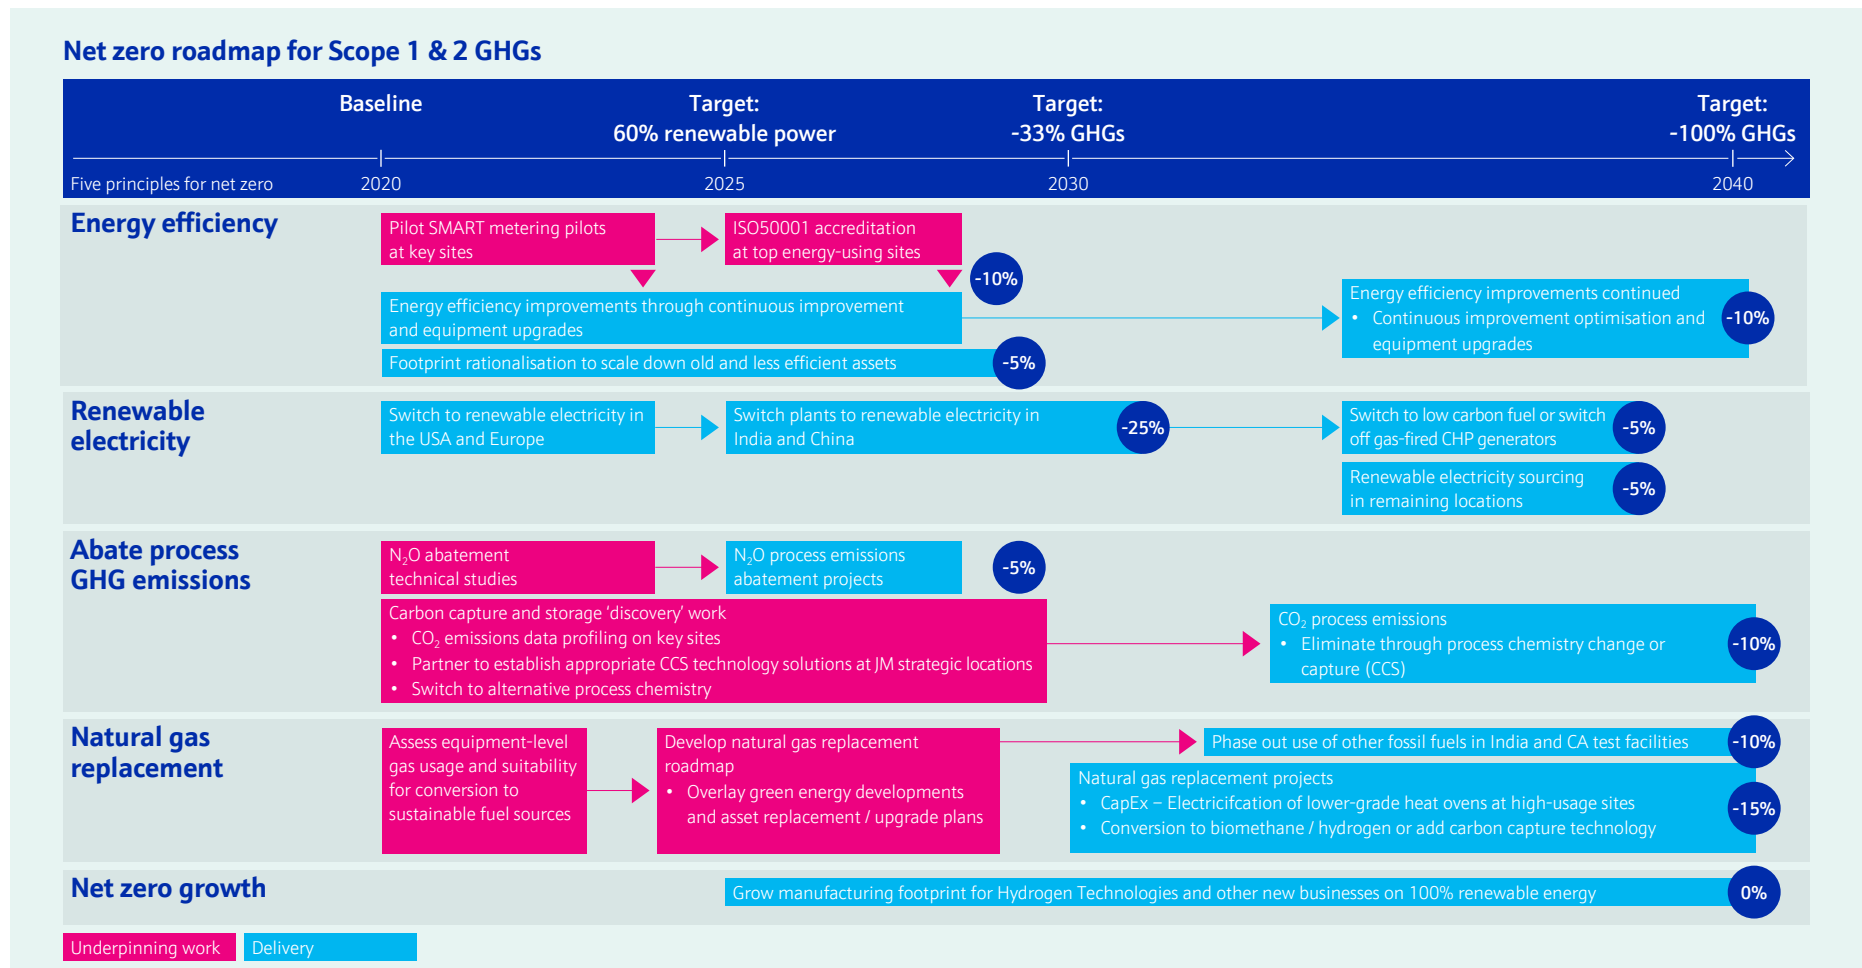 Net zero roadmap for Scope 1 & 2 GHGs
Baseline
Target:
60% renewable power
Target:
-33% GHGs
Target:
-100% GHGs
Five principles for net zero
2020
2025
2030
2040
Energy efficiency
Pilot SMART metering pilots
at key sites
ISO50001 accreditation
at top energy-using sites
-10%
Energy efficiency improvements through continuous improvement
and equipment upgrades
Energy efficiency improvements continued
• Continuous improvement optimisation and
equipment upgrades
-10%
Footprint rationalisation to scale down old and less efficient assets
-5%
Renewable
electricity
Switch to renewable electricity in
the USA and Europe
Switch plants to renewable electricity in
India and China
-25%
Switch to low carbon fuel or switch
off gas-fired CHP generators
-5%
Renewable electricity sourcing
in remaining locations
-5%
Abate process
GHG emissions
N₂O abatement
technical studies
N₂O process emissions
abatement projects
-5%
Carbon capture and storage ‘discovery’ work
• CO₂ emissions data profiling on key sites
• Partner to establish appropriate CCS technology solutions at JM strategic locations
• Switch to alternative process chemistry
CO₂ process emissions
• Eliminate through process chemistry change or
capture (CCS)
-10%
Natural gas
replacement
Assess equipment-level
gas usage and suitability
for conversion to
sustainable fuel sources
Develop natural gas replacement
roadmap
• Overlay green energy developments
and asset replacement / upgrade plans
Phase out use of other fossil fuels in India and CA test facilities
-10%
Natural gas replacement projects
• CapEx – Electricifcation of lower-grade heat ovens at high-usage sites
• Conversion to biomethane / hydrogen or add carbon capture technology
-15%
Net zero growth
Grow manufacturing footprint for Hydrogen Technologies and other new businesses on 100% renewable energy
0%
Underpinning work
Delivery